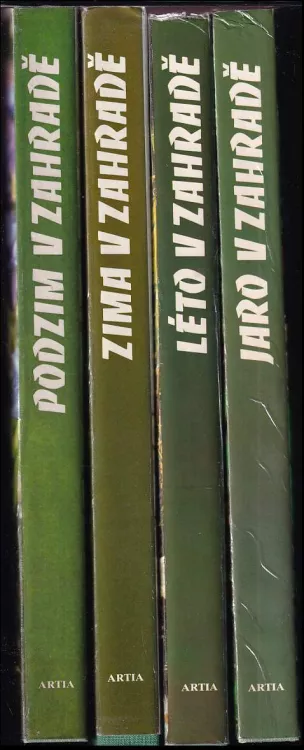 PODZIM V ZAHRADĚ
ARTIA
ZIMA V ZAHRADĚ
ARTIA
LÉTO V ZAHRADĚ
ARTIA
JARO V ZAHRADĚ
ARTIA